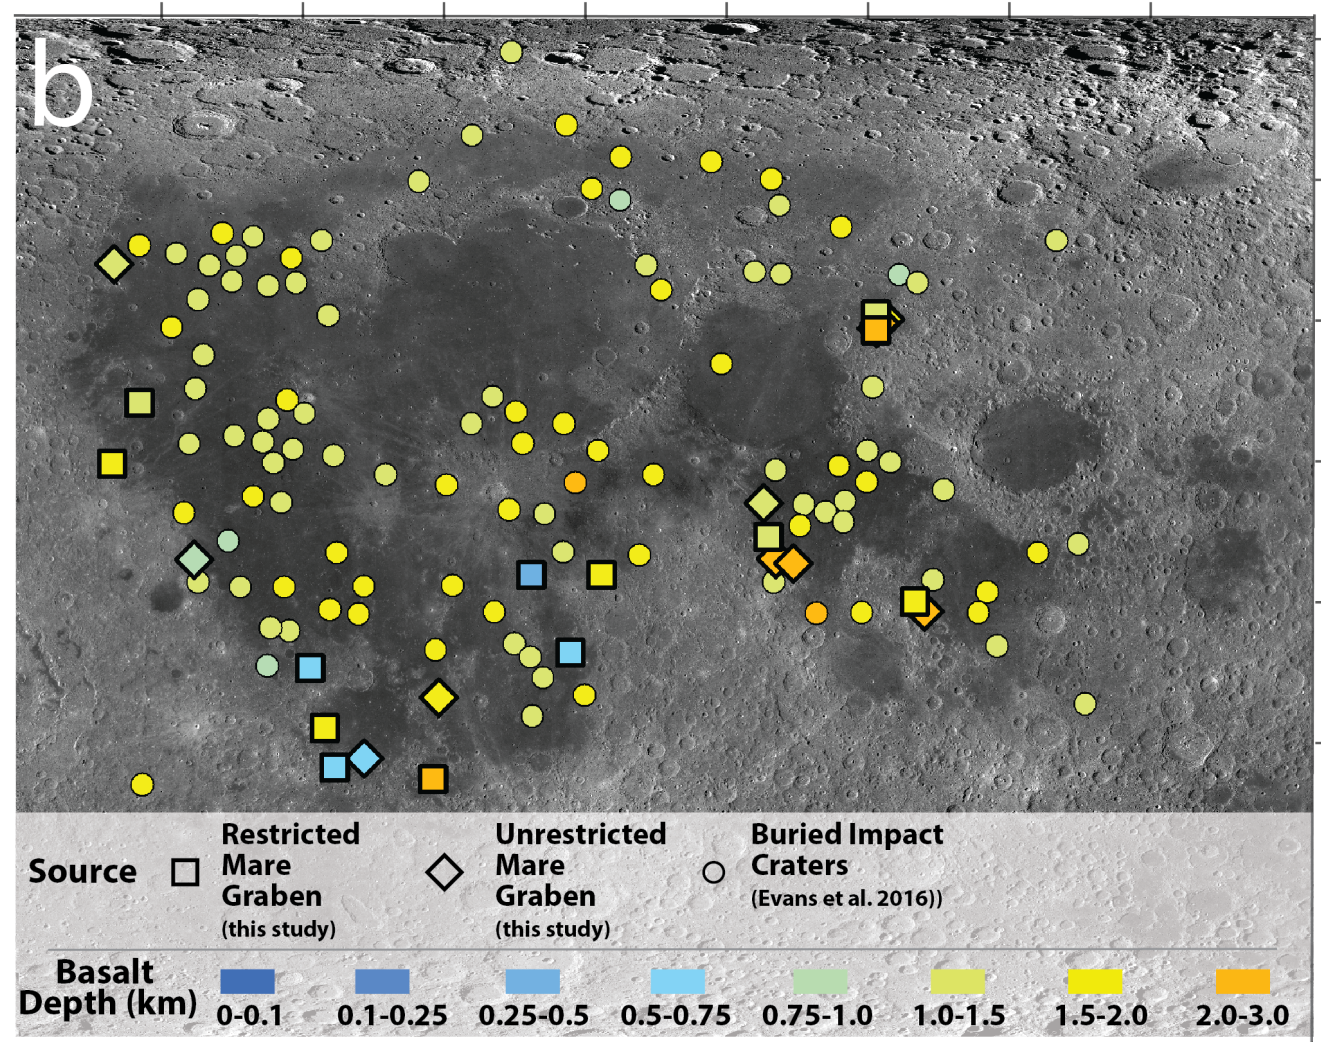 b
Source
Restricted
Mare
Graben
(this study)
Unrestricted
Mare
Graben
(this study)
Buried Impact
Craters
(Evans et al. 2016))
Basalt
Depth (km)
0-0.1
0.1-0.25
0.25-0.5
0.5-0.75
0.75-1.0
1.0-1.5
1.5-2.0
2.0-3.0